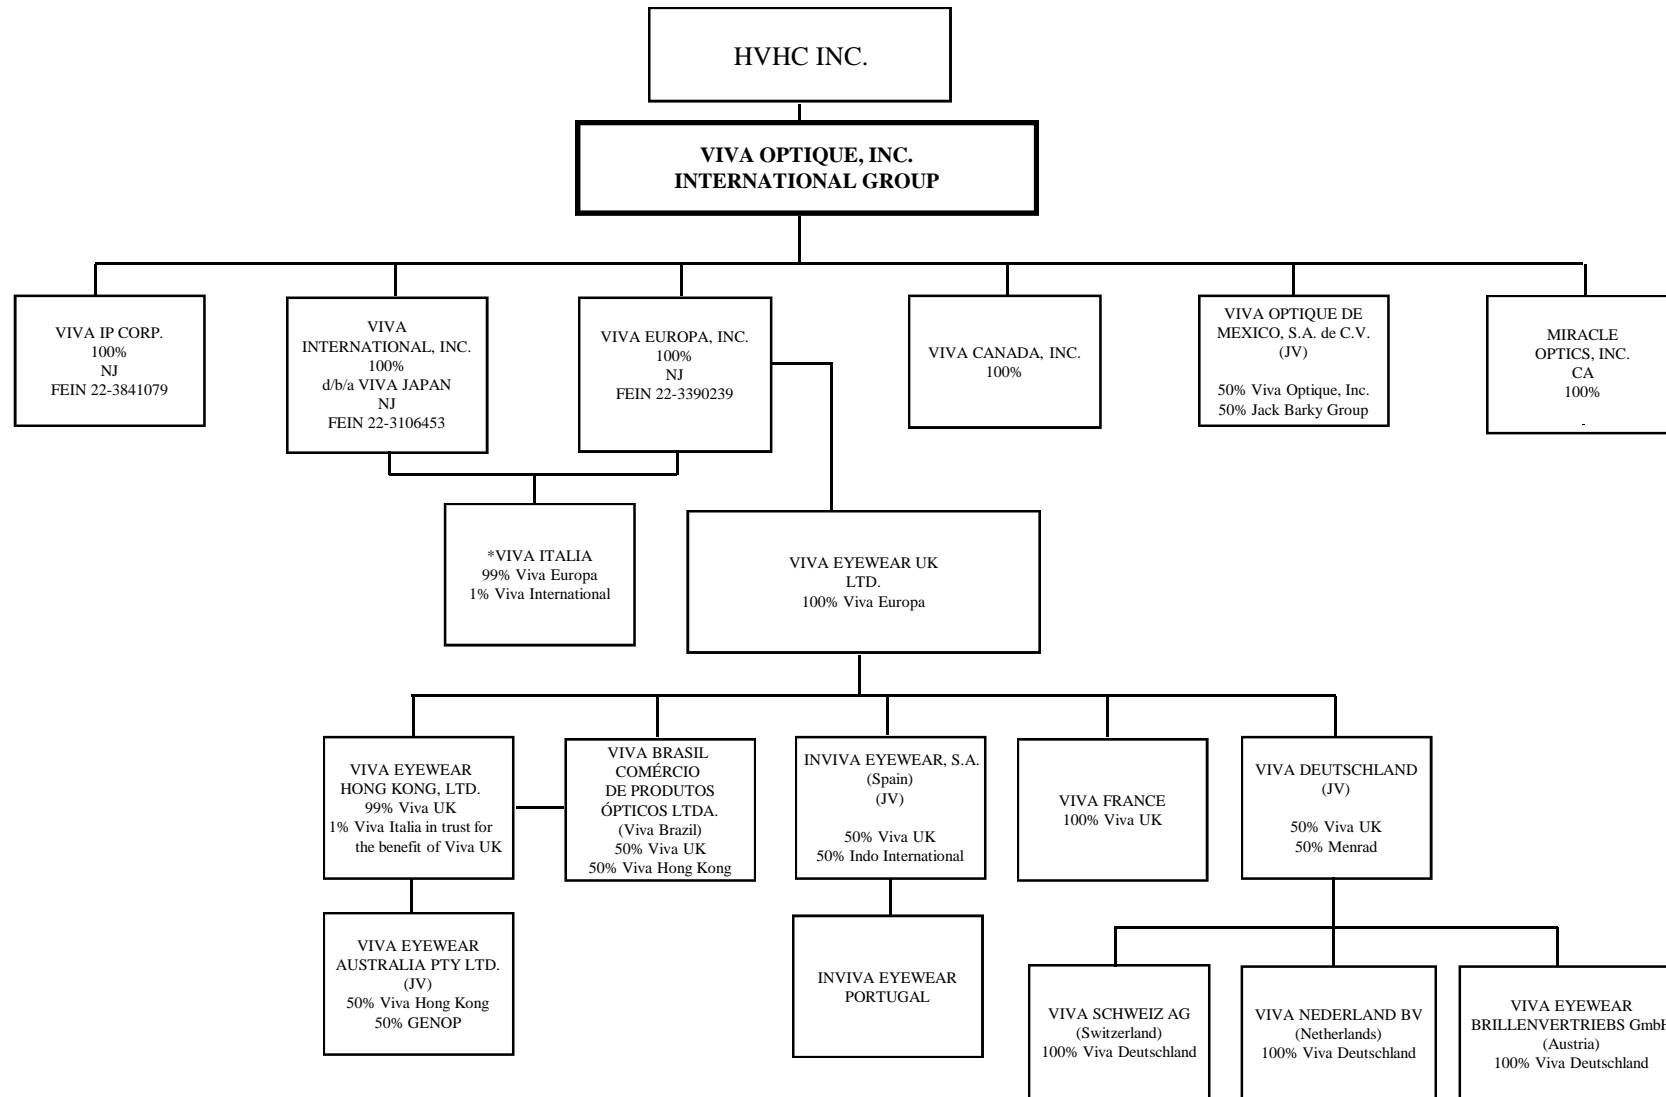 HVHC INC.
VIVA OPTIQUE, INC.
INTERNATIONAL GROUP
VIVA IP CORP.
100%
NJ
FEIN 22-3841079
VIVA
INTERNATIONAL, INC.
100%
d/b/a VIVA JAPAN
NJ
FEIN 22-3106453
VIVA EUROPA, INC.
100%
NJ
FEIN 22-3390239
VIVA CANADA, INC.
100%
VIVA OPTIQUE DE
MEXICO, S.A. de C.V.
(JV)
50% Viva Optique, Inc.
50% Jack Barky Group
MIRACLE
OPTICS, INC.
CA
100%
-
*VIVA ITALIA
99% Viva Europa
1% Viva International
VIVA EYEWEAR UK
LTD.
100% Viva Europa
VIVA EYEWEAR
HONG KONG, LTD.
99% Viva UK
1% Viva Italia in trust for
the benefit of Viva UK
VIVA BRASIL
COMÉRCIO
DE PRODUTOS
ÓPTICOS LTDA.
(Viva Brazil)
50% Viva UK
50% Viva Hong Kong
INVIVA EYEWEAR, S.A.
(Spain)
(JV)
50% Viva UK
50% Indo International
VIVA FRANCE
100% Viva UK
VIVA DEUTSCHLAND
(JV)
50% Viva UK
50% Menrad
VIVA EYEWEAR
AUSTRALIA PTY LTD.
(JV)
50% Viva Hong Kong
50% GENOP
INVIVA EYEWEAR
PORTUGAL
VIVA SCHWEIZ AG
(Switzerland)
100% Viva Deutschland
VIVA NEDERLAND BV
(Netherlands)
100% Viva Deutschland
VIVA EYEWEAR
BRILLENVERTRIEBS GmbH
(Austria)
100% Viva Deutschland